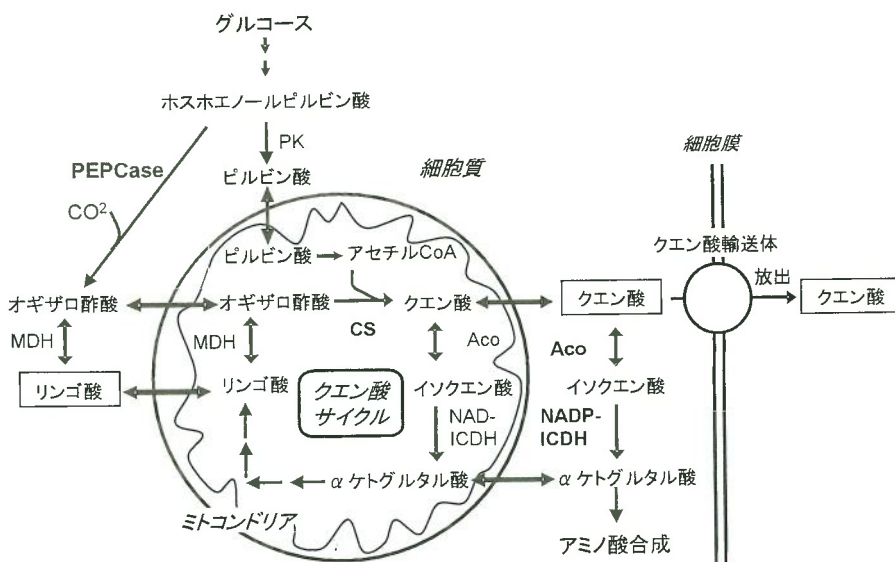 グルコース
ホスホエノールピルビン酸
PK
細胞膜
PEPCase
ピルビン酸
細胞質
CO²
クエン酸輸送体
ピルビン酸
アセチルCoA
放出
オギザロ酢酸
オギザロ酢酸
クエン酸
クエン酸
クエン酸
MDH
MDH
CS
Aco
Aco
リンゴ酸
リンゴ酸
クエン酸
サイクル
イソクエン酸
イソクエン酸
NAD-
ICDH
NADP-
ICDH
αケトグルタル酸
αケトグルタル酸
ミトコンドリア
アミノ酸合成